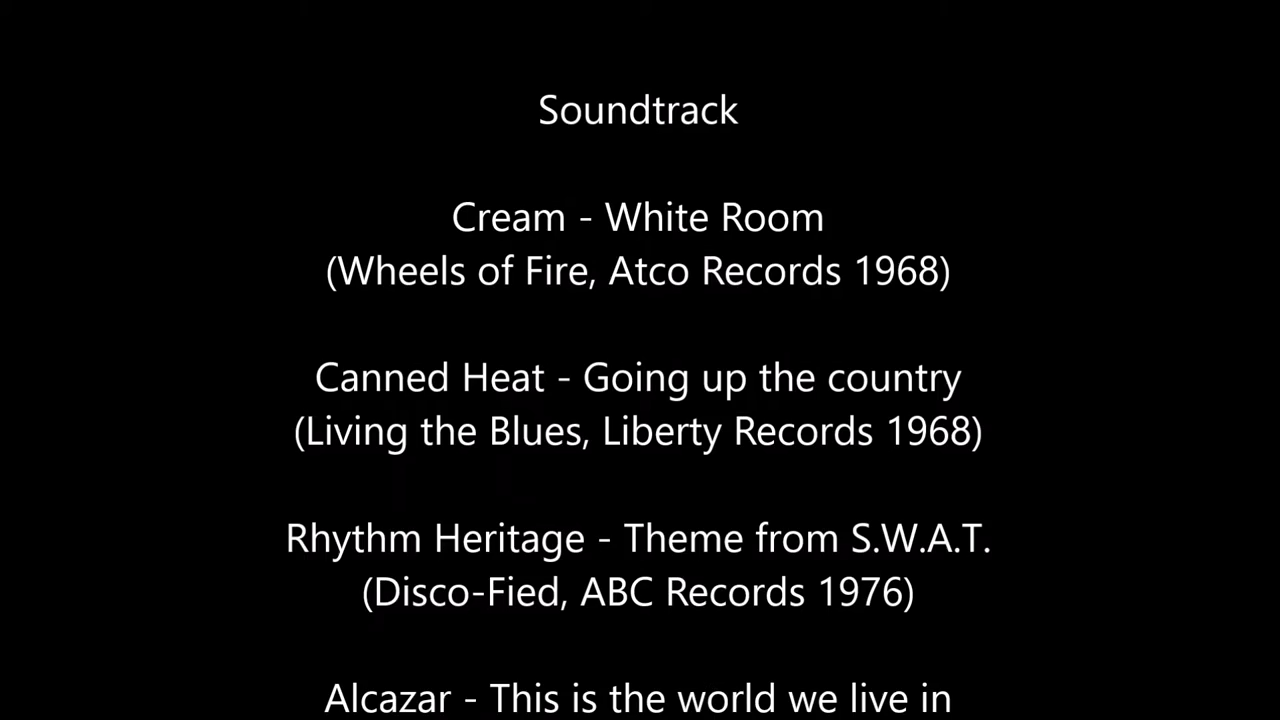 Soundtrack
Cream - White Room
(Wheels of Fire, Atco Records 1968)
Canned Heat - Going up the country
(Living the Blues, Liberty Records 1968)
Rhythm Heritage - Theme from S.W.A.T.
(Disco-Fied, ABC Records 1976)
Alcazar - This is the world we live in